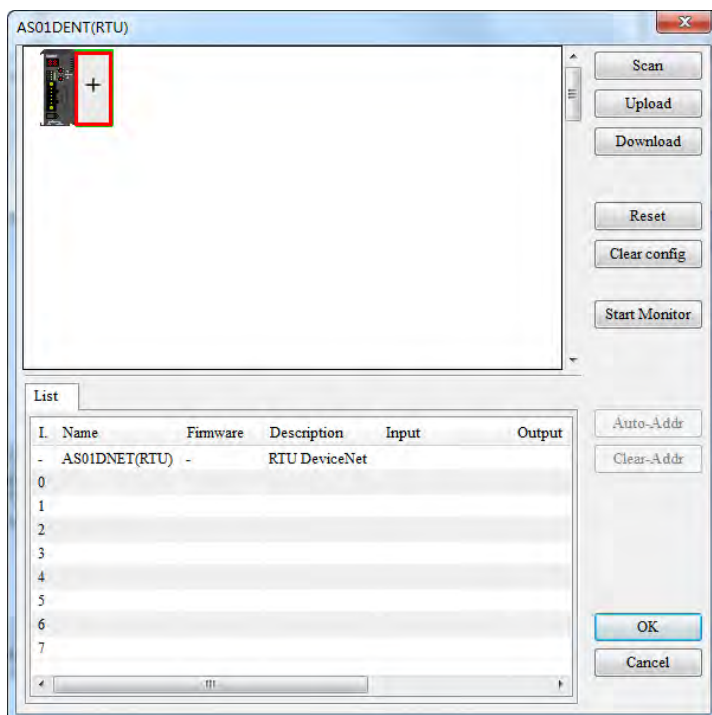 AS01DENT(RTU)
+
Scan
Upload
Download
Reset
Clear config
Start Monitor
List
I. Name Firmware Description Input Output
- AS01DNET(RTU) - RTU DeviceNet
0
1
2
3
4
5
6
7
Auto-Addr
Clear-Addr
OK
Cancel